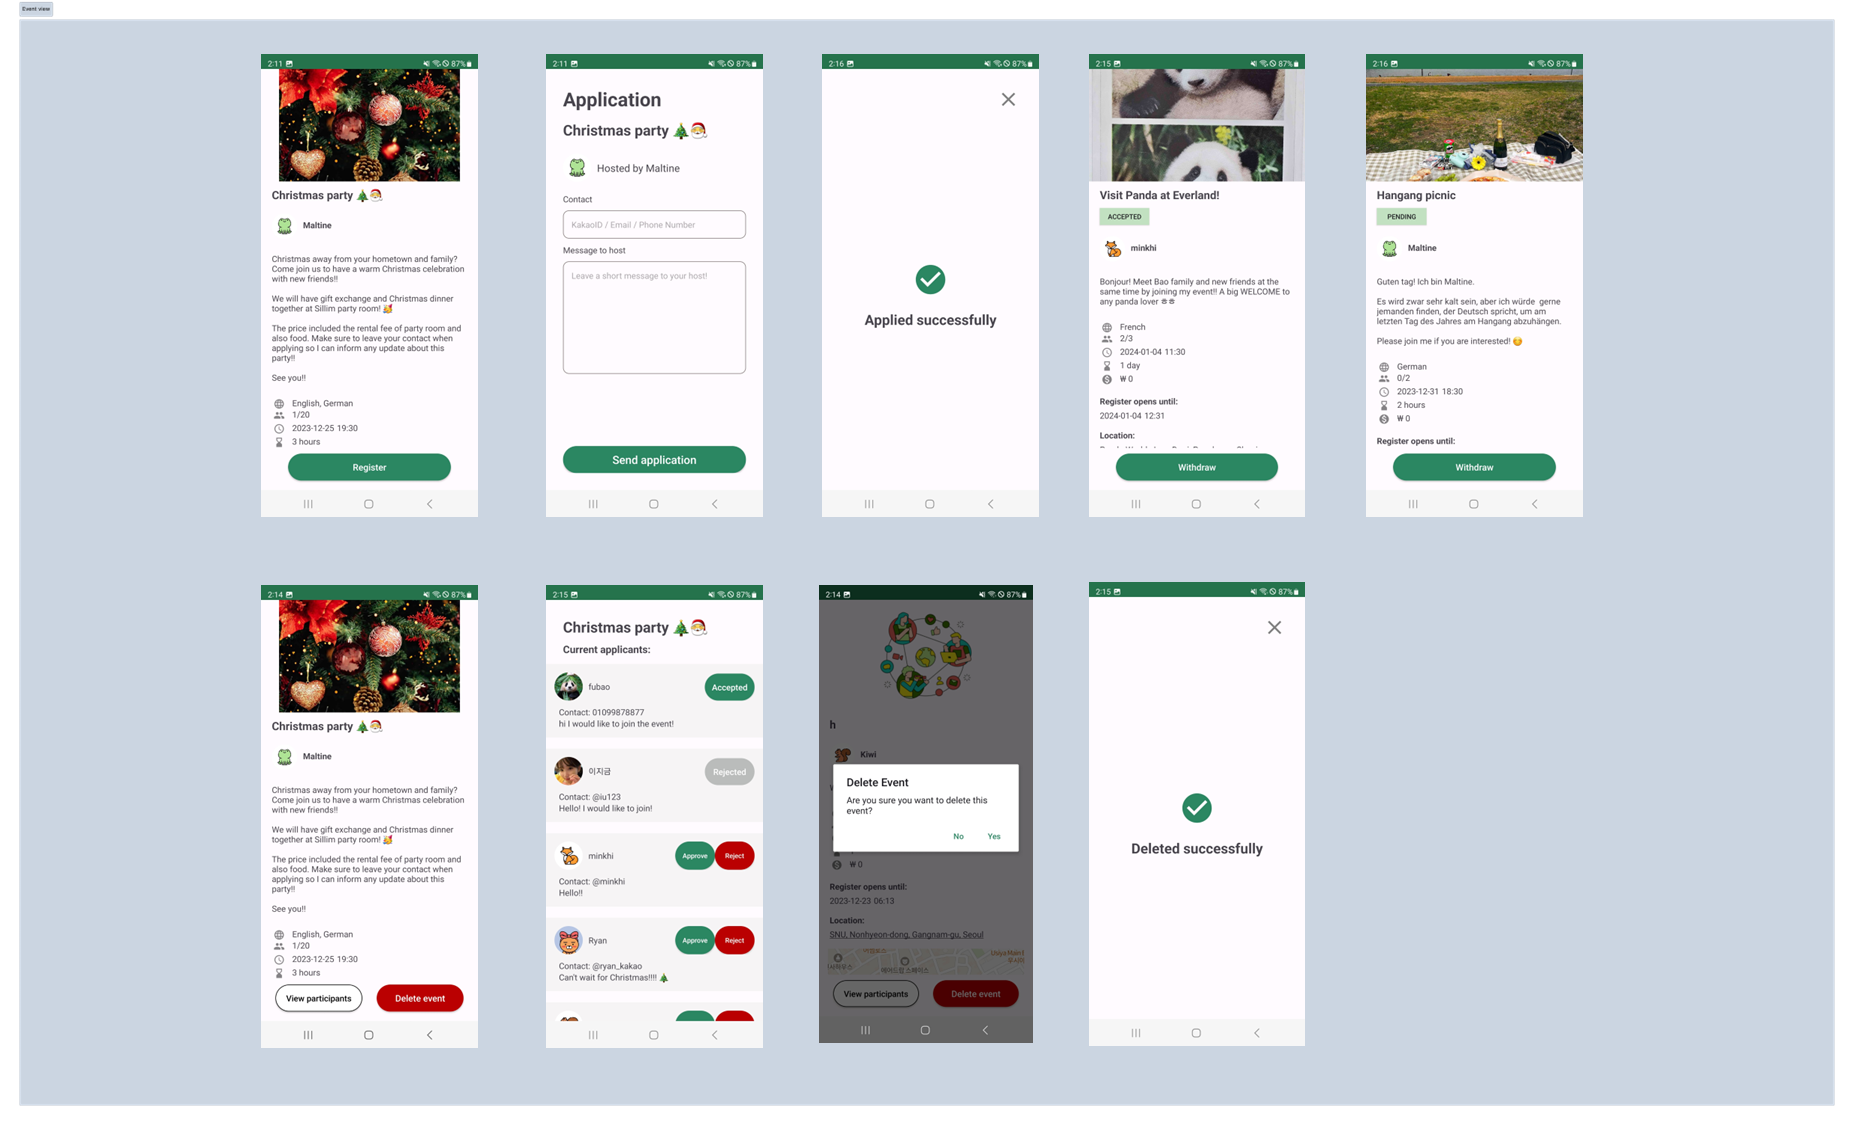 Event view
2:11
87%
Christmas party 🎄🎅
Maltine
Christmas away from your hometown and family?
Come join us to have a warm Christmas celebration
with new friends!!
We will have gift exchange and Christmas dinner
together at Sillim party room! 🥰
The price included the rental fee of party room and
also food. Make sure to leave your contact when
applying so I can inform any update about this
party!!
See you!!
English, German
1/20
2023-12-25 19:30
3 hours
Register
2:11
87%
Application
Christmas party 🎄🎅
Hosted by Maltine
Contact
KakaoID / Email / Phone Number
Message to host
Leave a short message to your host!
Send application
2:16
87%
Applied successfully
2:15
87%
Visit Panda at Everland!
ACCEPTED
minkhi
Bonjour! Meet Bao family and new friends at the
same time by joining my event!! A big WELCOME to
any panda lover ㅎㅎ
French
2/3
2024-01-04 11:30
1 day
₩ 0
Register opens until:
2024-01-04 12:31
Location:
Withdraw
2:16
87%
Hangang picnic
PENDING
Maltine
Guten tag! Ich bin Maltine.
Es wird zwar sehr kalt sein, aber ich würde gerne
jemanden finden, der Deutsch spricht, um am
letzten Tag des Jahres am Hangang abzuhängen.
Please join me if you are interested! 😊
German
0/2
2023-12-31 18:30
2 hours
₩ 0
Register opens until:
Withdraw
2:14
87%
Christmas party 🎄🎅
Maltine
Christmas away from your hometown and family?
Come join us to have a warm Christmas celebration
with new friends!!
We will have gift exchange and Christmas dinner
together at Sillim party room! 🥰
The price included the rental fee of party room and
also food. Make sure to leave your contact when
applying so I can inform any update about this
party!!
See you!!
English, German
1/20
2023-12-25 19:30
3 hours
View participants
Delete event
2:15
87%
Christmas party 🎄🎅
Current applicants:
fubao
Accepted
Contact: 01099878877
hi I would like to join the event!
이지금
Rejected
Contact: @iu123
Hello! I would like to join!
minkhi
Approve
Reject
Contact: @minkhi
Hello!!
Ryan
Approve
Reject
Contact: @ryan_kakao
Can't wait for Christmas!!!! 🎄
2:14
87%
h
Kiwi
Delete Event
Are you sure you want to delete this
event?
No
Yes
₩ 0
Register opens until:
2023-12-23 06:13
Location:
SNU, Nonhyeon-dong, Gangnam-gu, Seoul
View participants
Delete event
2:15
87%
Deleted successfully